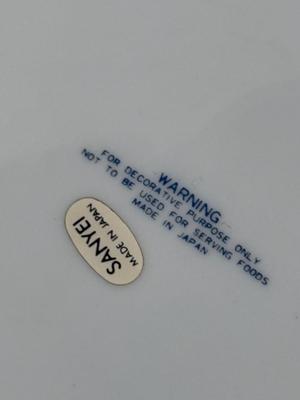 WARNING
FOR DECORATIVE PURPOSE ONLY
NOT TO BE USED FOR SERVING FOODS
MADE IN JAPAN
SANYEI
MADE IN JAPAN